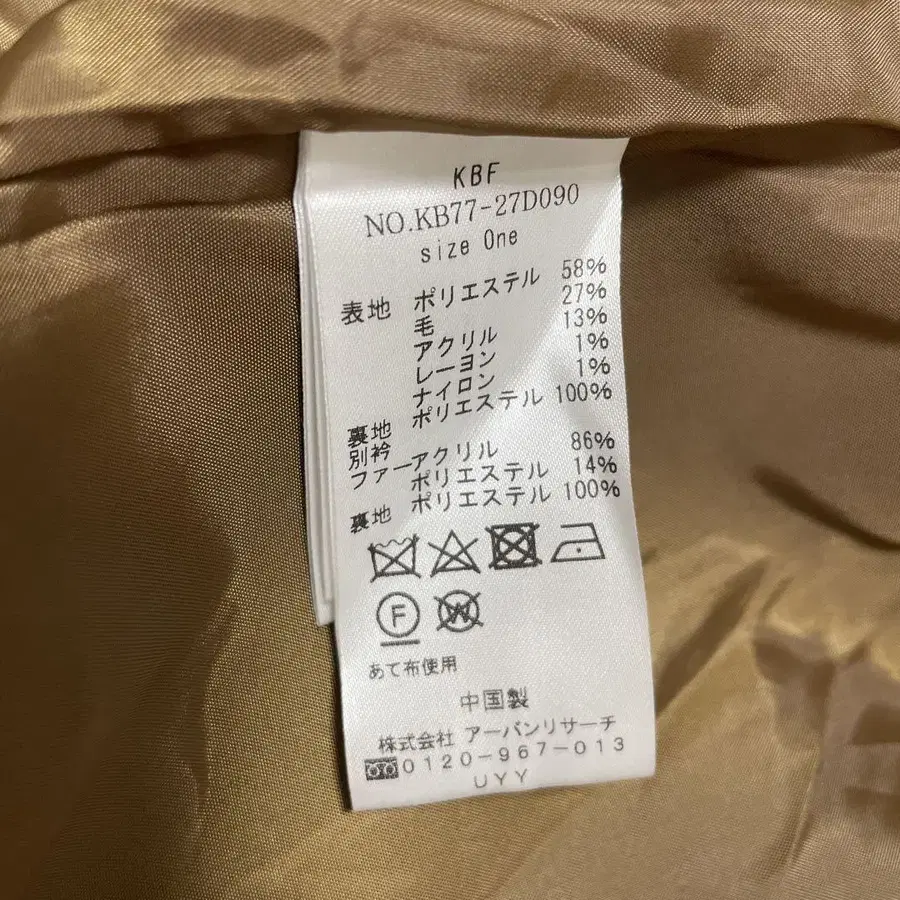 KBF
NO.KB77-27D090
size One
表地 ポリエステル 58%
毛 27%
アクリル 13%
レーヨン 1%
ナイロン 1%
裏地 ポリエステル 100%
別衿
ファー アクリル 86%
ポリエステル 14%
裏地 ポリエステル 100%
F
W
あて布使用
中国製
株式会社 アーバンリサーチ
0120-967-013
UYY